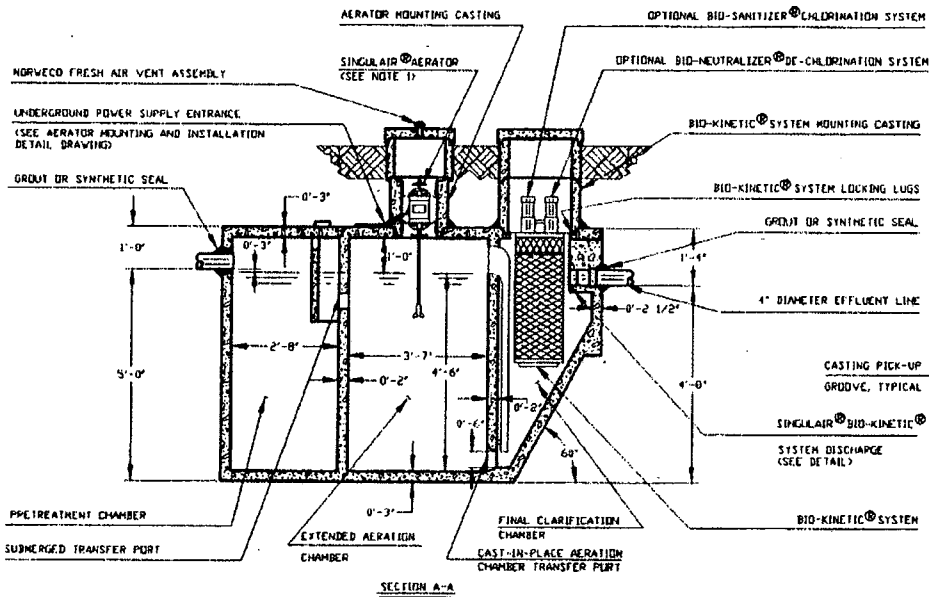 AERATOR MOUNTING CASTING
OPTIONAL BIO-SANITIZER® CHLORINATION SYSTEM
SINGULAIR® AERATOR
(SEE NOTE 1)
OPTIONAL BIO-NEUTRALIZER® DE-CHLORINATION SYSTEM
NORWECO FRESH AIR VENT ASSEMBLY
UNDERGROUND POWER SUPPLY ENTRANCE
(SEE AERATOR MOUNTING AND INSTALLATION
DETAIL DRAWING)
BIO-KINETIC® SYSTEM MOUNTING CASTING
GROUT OR SYNTHETIC SEAL
BIO-KINETIC® SYSTEM LOCKING LUGS
GROUT OR SYNTHETIC SEAL
0'-3"
1'-0"
0'-3"
1'-0"
1'-4"
4" DIAMETER EFFLUENT LINE
0'-2 1/2"
2'-8"
3'-7"
5'-0"
0'-2"
4'-6"
4'-0"
CASTING PICK-UP
GROOVE, TYPICAL
0'-2"
0'-6"
SINGULAIR® BIO-KINETIC®
SYSTEM DISCHARGE
(SEE DETAIL)
60°
0'-3"
PRETREATMENT CHAMBER
SUBMERGED TRANSFER PORT
EXTENDED AERATION
CHAMBER
FINAL CLARIFICATION
CHAMBER
CAST-IN-PLACE AERATION
CHAMBER TRANSFER PORT
BIO-KINETIC® SYSTEM
SECTION A-A